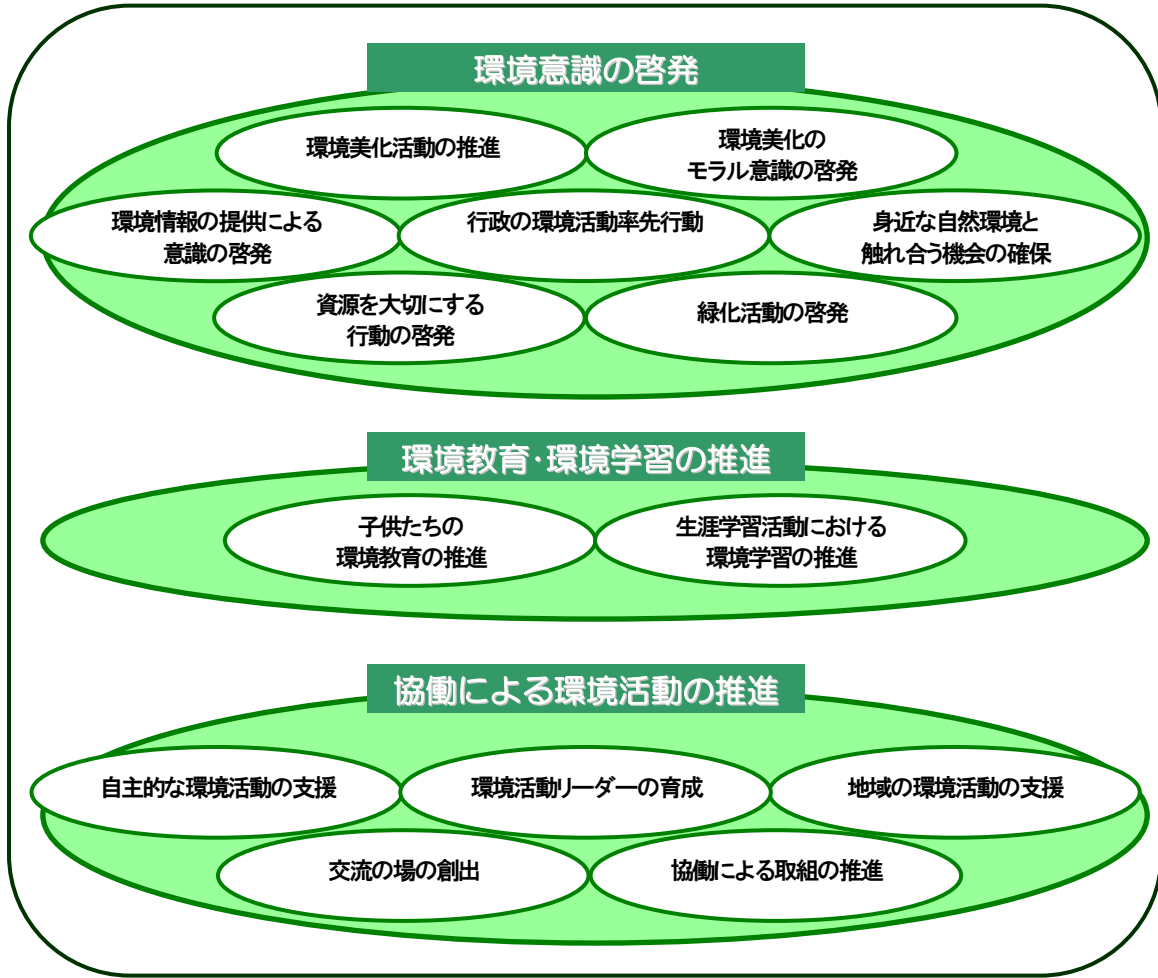 環境意識の啓発
環境美化活動の推進
環境美化の
モラル意識の啓発
環境情報の提供による
意識の啓発
行政の環境活動率先行動
身近な自然環境と
触れ合う機会の確保
資源を大切にする
行動の啓発
緑化活動の啓発
環境教育・環境学習の推進
子供たちの
環境教育の推進
生涯学習活動における
環境学習の推進
協働による環境活動の推進
自主的な環境活動の支援
環境活動リーダーの育成
地域の環境活動の支援
交流の場の創出
協働による取組の推進